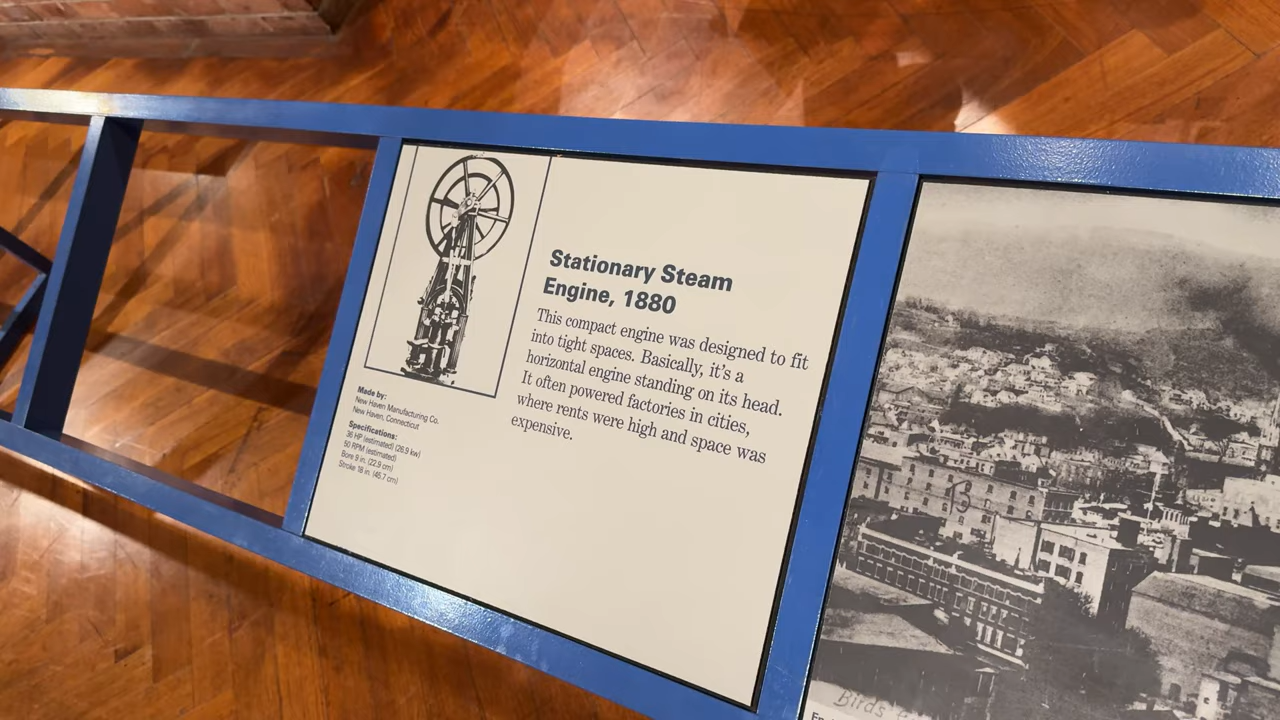 Stationary Steam
Engine, 1880
This compact engine was designed to fit
into tight spaces. Basically, it's a
horizontal engine standing on its head.
It often powered factories in cities,
where rents were high and space was
expensive.
Made by:
New Haven Manufacturing Co.
New Haven, Connecticut
Specifications:
36 HP (estimated) (26.9 kw)
50 RPM (estimated)
Bore 9 in. (22.9 cm)
Stroke 18 in. (45.7 cm)
13
Birds